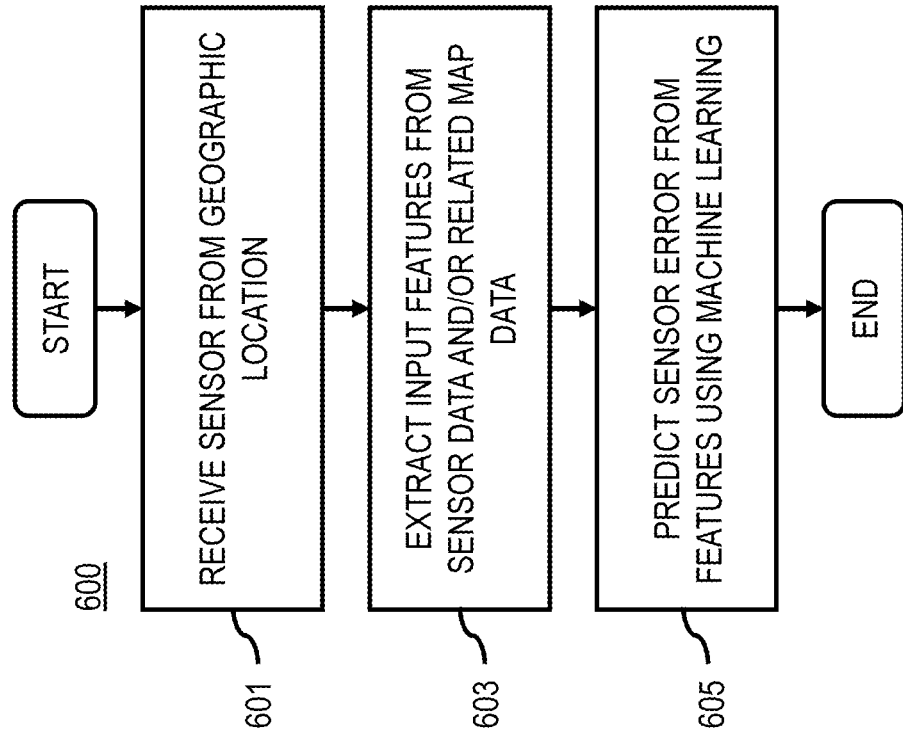 600
START
601
RECEIVE SENSOR FROM GEOGRAPHIC
LOCATION
603
EXTRACT INPUT FEATURES FROM
SENSOR DATA AND/OR RELATED MAP
DATA
605
PREDICT SENSOR ERROR FROM
FEATURES USING MACHINE LEARNING
END